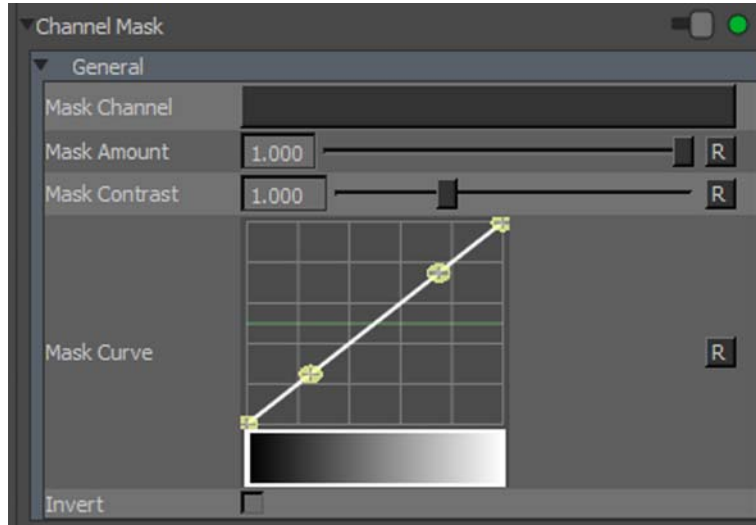 Channel Mask
General
Mask Channel
Mask Amount 1.000 R
Mask Contrast 1.000 R
Mask Curve R
Invert